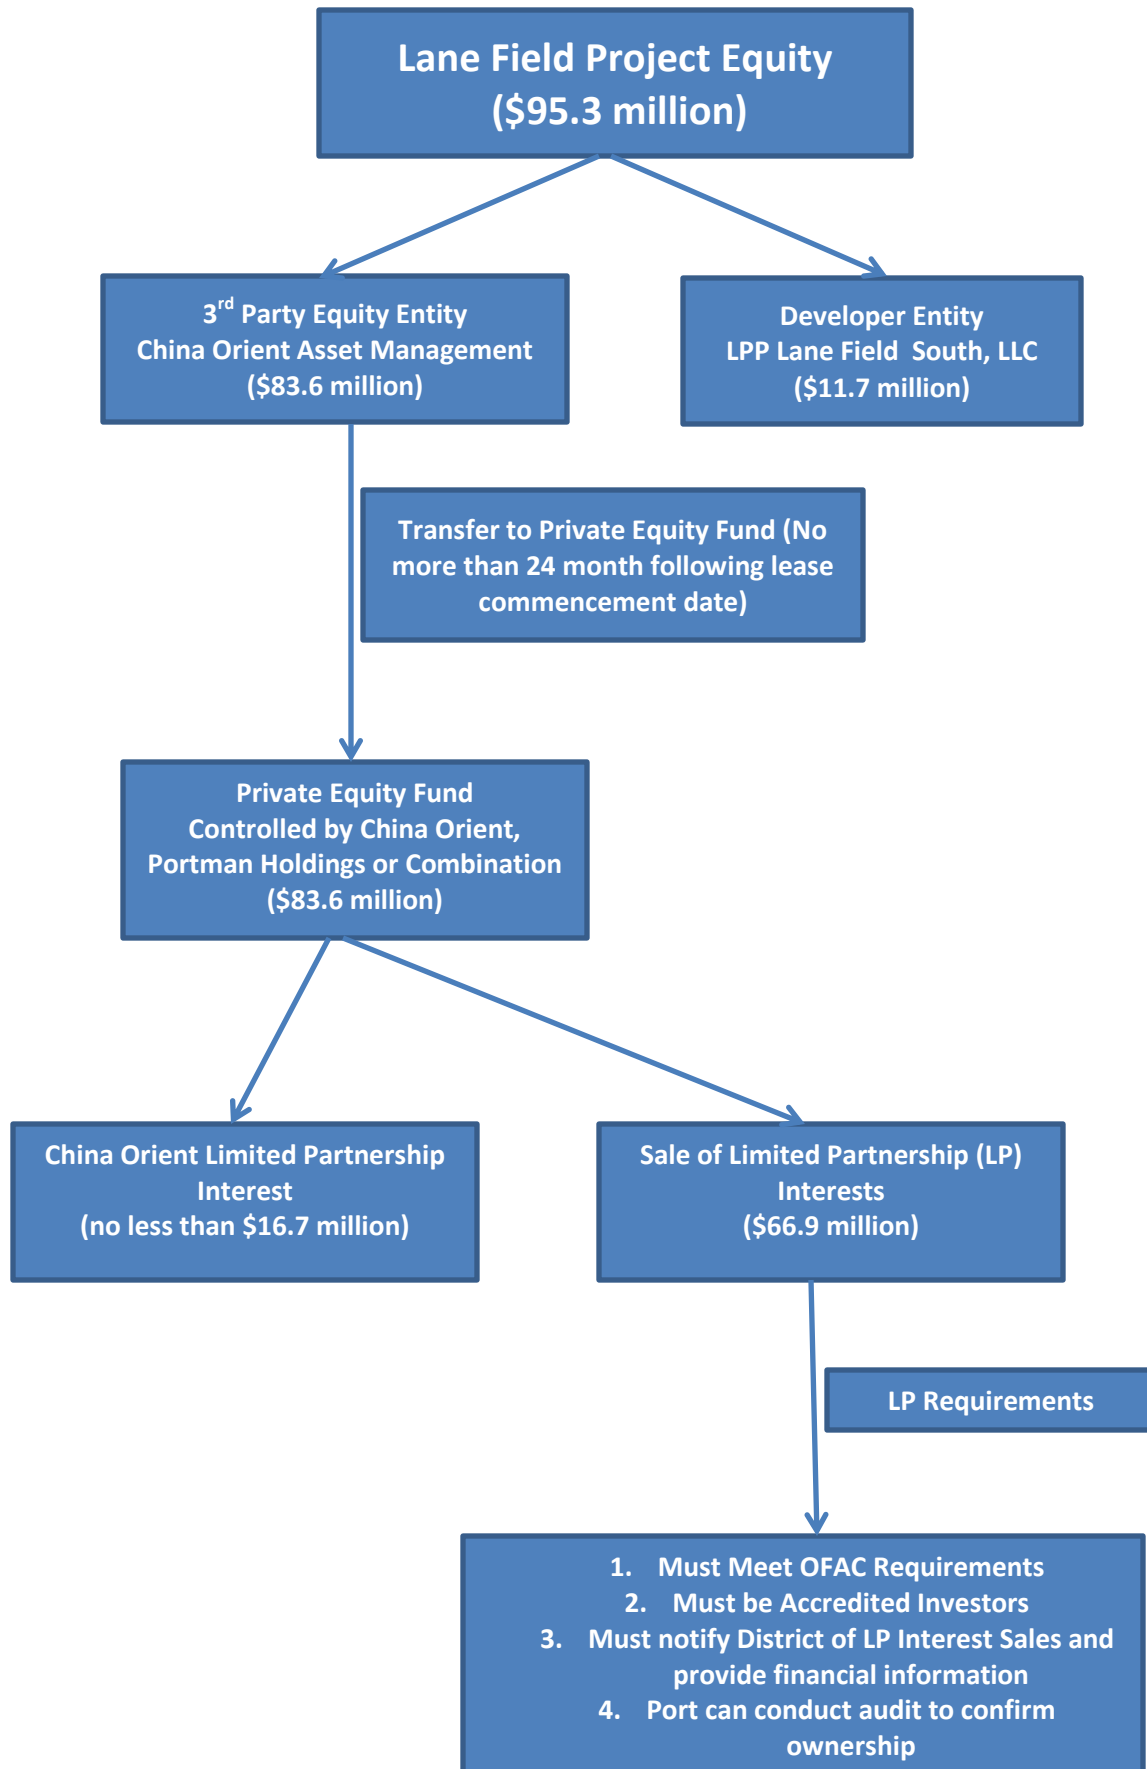 Lane Field Project Equity
($95.3 million)
3rd Party Equity Entity
China Orient Asset Management
($83.6 million)
Developer Entity
LPP Lane Field South, LLC
($11.7 million)
Transfer to Private Equity Fund (No
more than 24 month following lease
commencement date)
Private Equity Fund
Controlled by China Orient,
Portman Holdings or Combination
($83.6 million)
China Orient Limited Partnership
Interest
(no less than $16.7 million)
Sale of Limited Partnership (LP)
Interests
($66.9 million)
LP Requirements
1. Must Meet OFAC Requirements
2. Must be Accredited Investors
3. Must notify District of LP Interest Sales and
provide financial information
4. Port can conduct audit to confirm
ownership